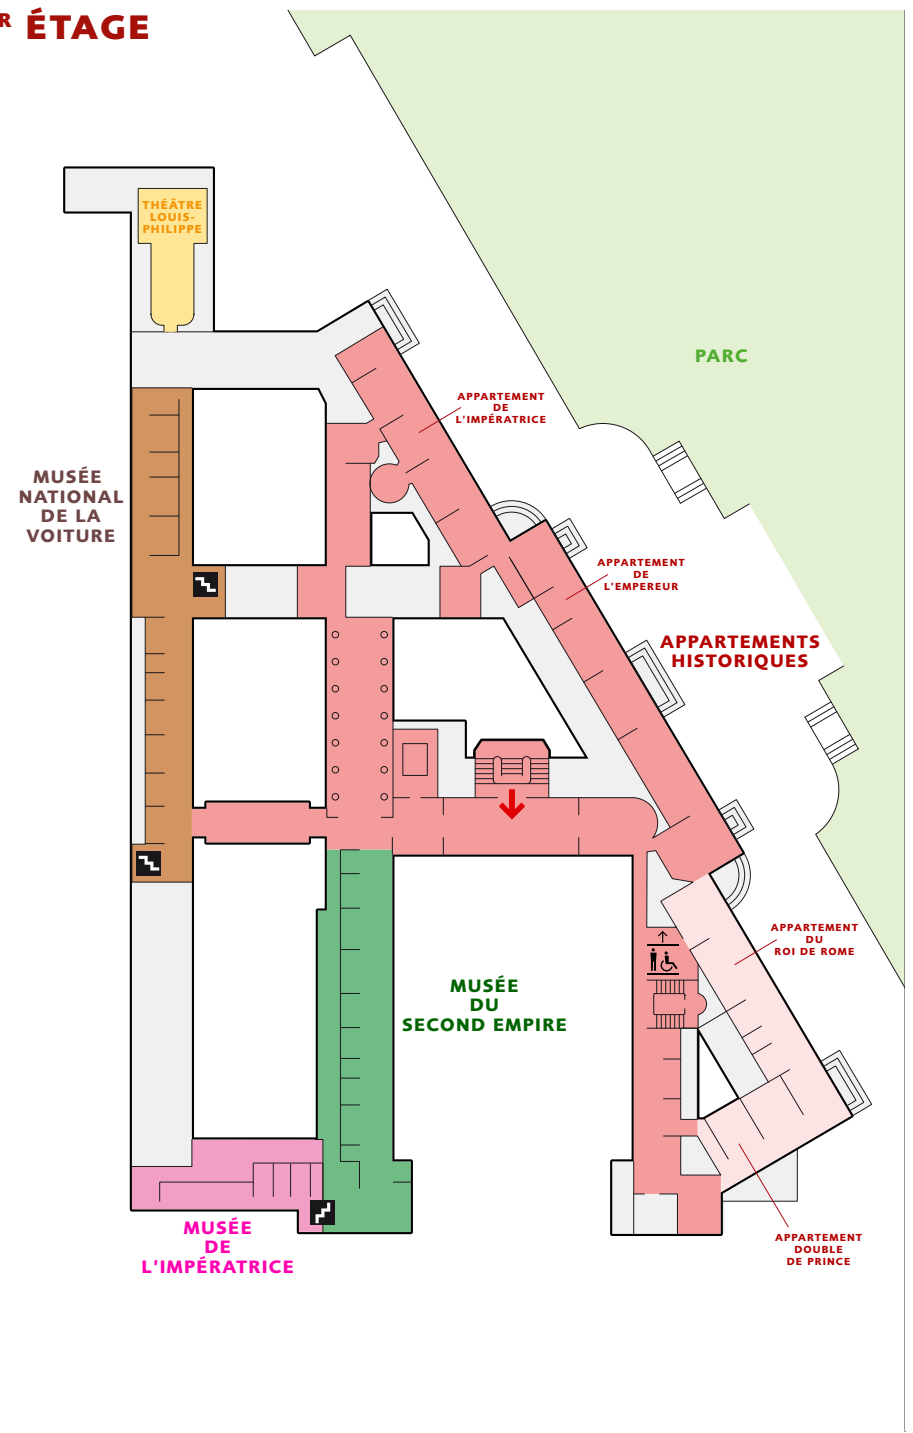 R ÉTAGE
THÉÂTRE
LOUIS-
PHILIPPE
PARC
APPARTEMENT
DE
L'IMPÉRATRICE
MUSÉE
NATIONAL
DE LA
VOITURE
APPARTEMENT
DE
L'EMPEREUR
APPARTEMENTS
HISTORIQUES
APPARTEMENT
DU
ROI DE ROME
MUSÉE
DU
SECOND EMPIRE
MUSÉE
DE
L'IMPÉRATRICE
APPARTEMENT
DOUBLE
DE PRINCE